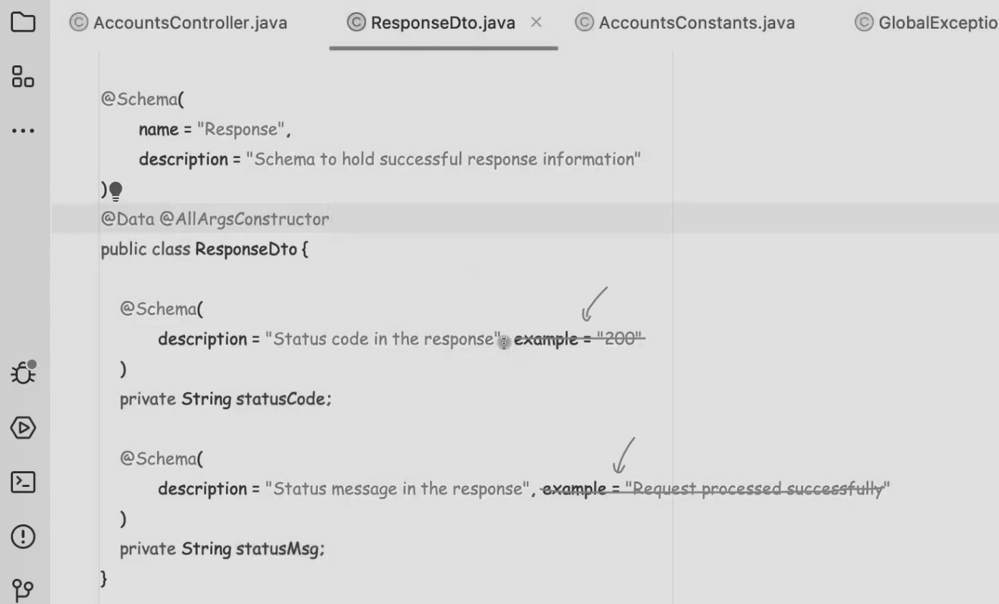 AccountsController.java ResponseDto.java AccountsConstants.java GlobalExceptio
@Schema(
name = "Response",
description = "Schema to hold successful response information"
)
@Data @AllArgsConstructor
public class ResponseDto {
@Schema(
description = "Status code in the response" example = "200"
)
private String statusCode;
@Schema(
description = "Status message in the response", example = "Request processed successfully"
)
private String statusMsg;
}